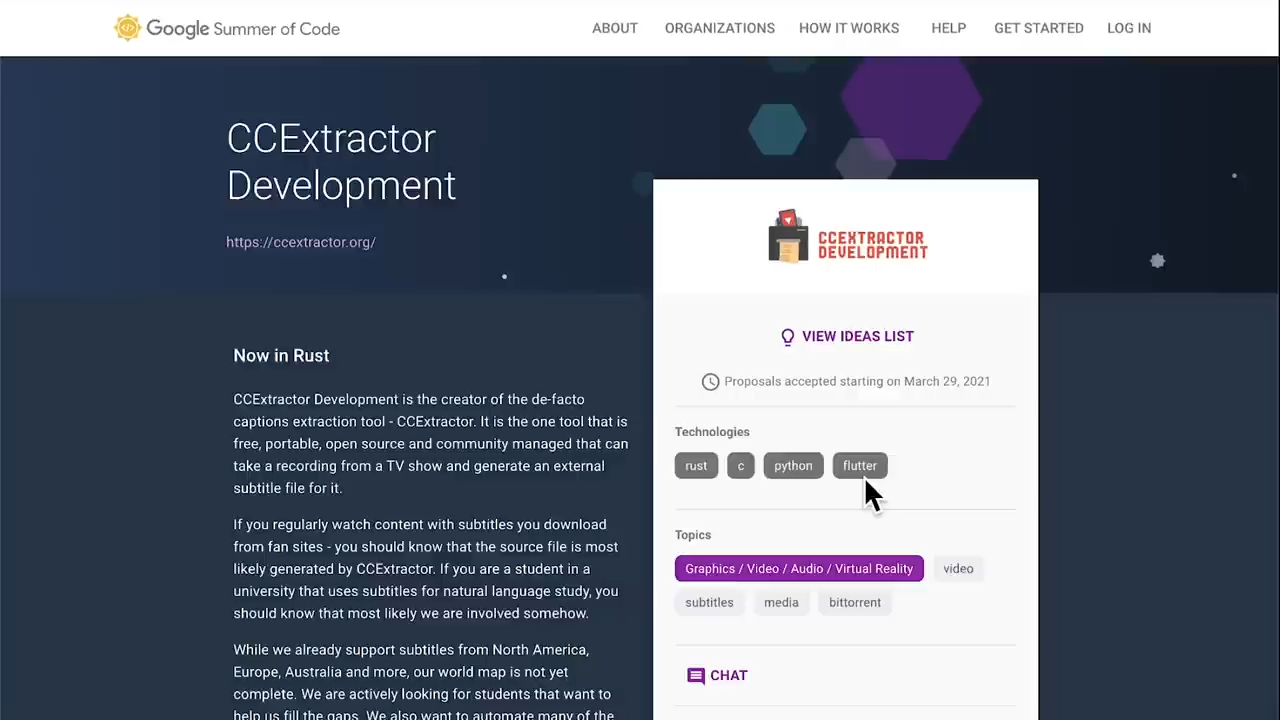 Google Summer of Code
ABOUT ORGANIZATIONS HOW IT WORKS HELP GET STARTED LOG IN
CCExtractor
Development
https://ccextractor.org/
Now in Rust
CCExtractor Development is the creator of the de-facto
captions extraction tool - CCExtractor. It is the one tool that is
free, portable, open source and community managed that can
take a recording from a TV show and generate an external
subtitle file for it.
If you regularly watch content with subtitles you download
from fan sites - you should know that the source file is most
likely generated by CCExtractor. If you are a student in a
university that uses subtitles for natural language study, you
should know that most likely we are involved somehow.
While we already support subtitles from North America,
Europe, Australia and more, our world map is not yet
complete. We are actively looking for students that want to
help us fill the gaps. We also want to automate many of the
CCEXTRACTOR
DEVELOPMENT
VIEW IDEAS LIST
Proposals accepted starting on March 29, 2021
Technologies
rust c python flutter
Topics
Graphics / Video / Audio / Virtual Reality video
subtitles media bittorrent
CHAT